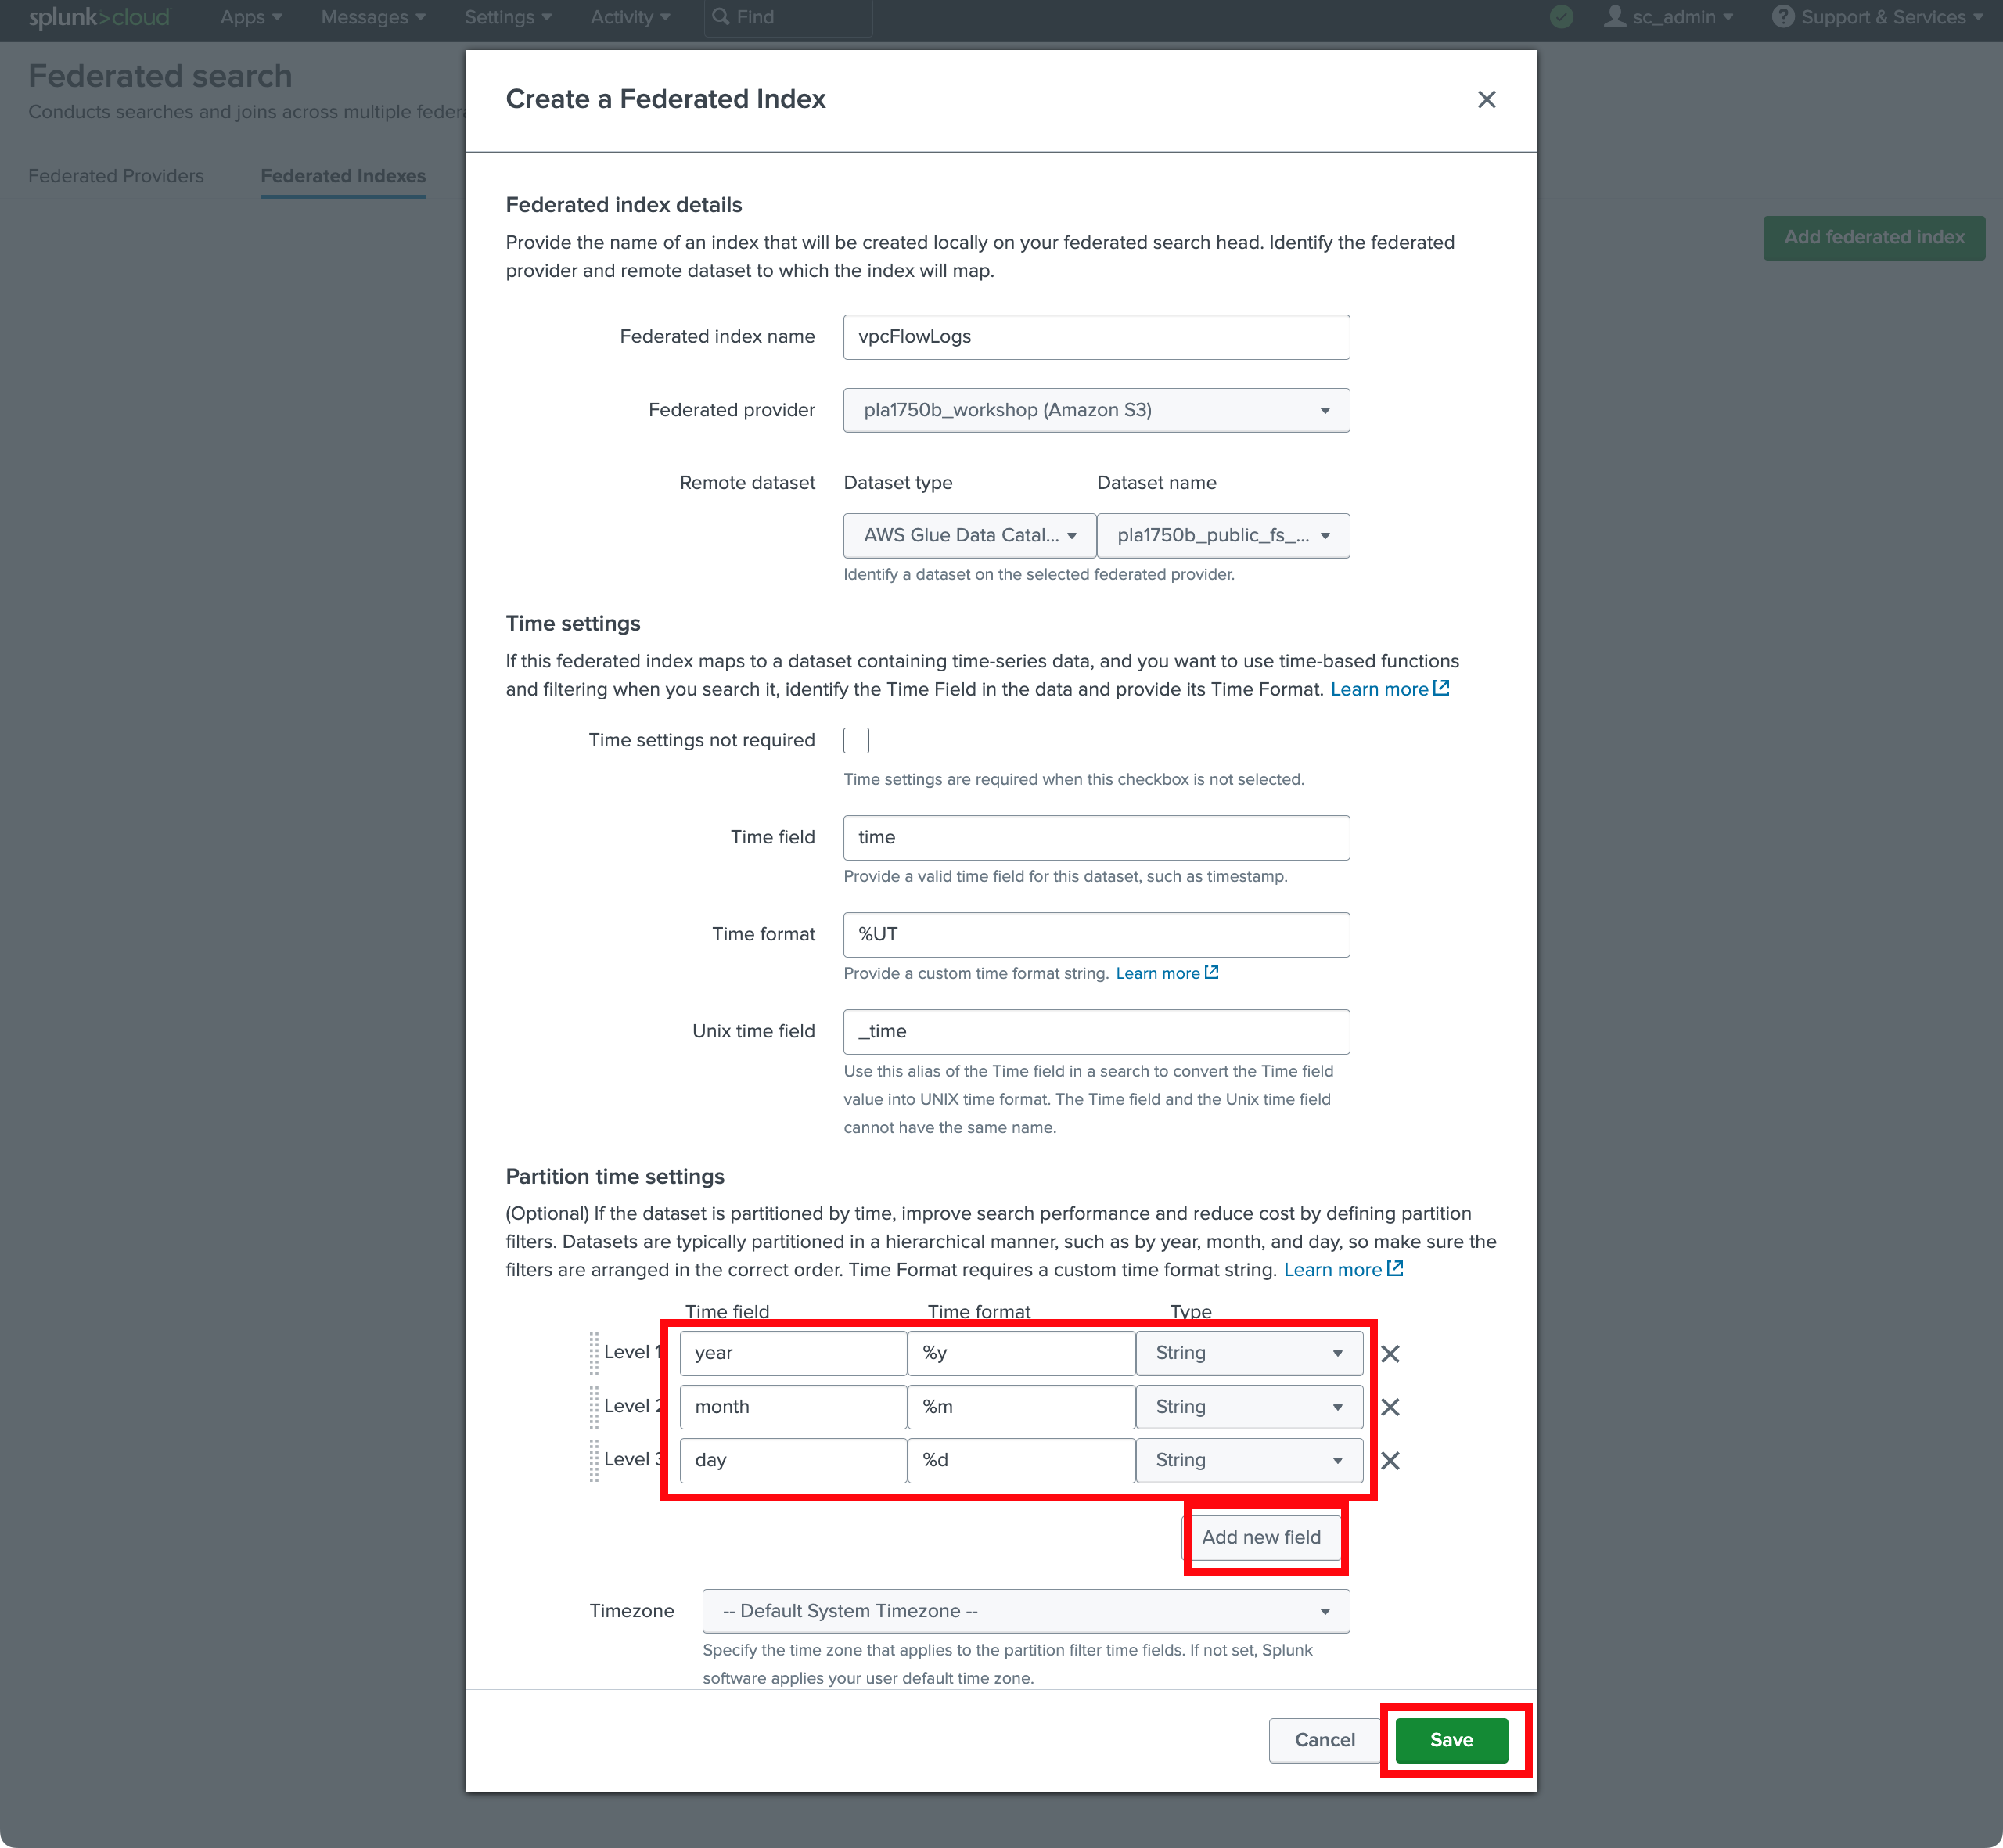 splunk>cloud Apps Messages Settings Activity Find sc_admin ? Support & Services
Federated search
Conducts searches and joins across multiple federa
Federated Providers Federated Indexes
Add federated index
Create a Federated Index
Federated index details
Provide the name of an index that will be created locally on your federated search head. Identify the federated
provider and remote dataset to which the index will map.
Federated index name vpcFlowLogs
Federated provider pla1750b_workshop (Amazon S3)
Remote dataset Dataset type Dataset name
AWS Glue Data Catal... pla1750b_public_fs_...
Identify a dataset on the selected federated provider.
Time settings
If this federated index maps to a dataset containing time-series data, and you want to use time-based functions
and filtering when you search it, identify the Time Field in the data and provide its Time Format. Learn more
Time settings not required
Time settings are required when this checkbox is not selected.
Time field time
Provide a valid time field for this dataset, such as timestamp.
Time format %UT
Provide a custom time format string. Learn more
Unix time field _time
Use this alias of the Time field in a search to convert the Time field
value into UNIX time format. The Time field and the Unix time field
cannot have the same name.
Partition time settings
(Optional) If the dataset is partitioned by time, improve search performance and reduce cost by defining partition
filters. Datasets are typically partitioned in a hierarchical manner, such as by year, month, and day, so make sure the
filters are arranged in the correct order. Time Format requires a custom time format string. Learn more
Time field Time format Type
Level 1 year %y String
Level 2 month %m String
Level 3 day %d String
Add new field
Timezone -- Default System Timezone --
Specify the time zone that applies to the partition filter time fields. If not set, Splunk
software applies your user default time zone.
Cancel Save